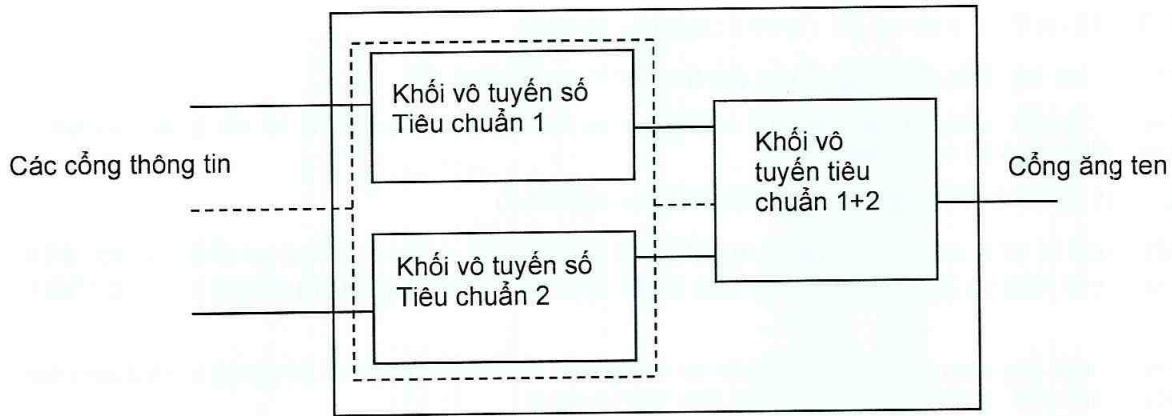 Khối vô tuyến số
Tiêu chuẩn 1
Các cổng thông tin
Khối vô
tuyến tiêu
chuẩn 1+2
Cổng ăng ten
Khối vô tuyến số
Tiêu chuẩn 2